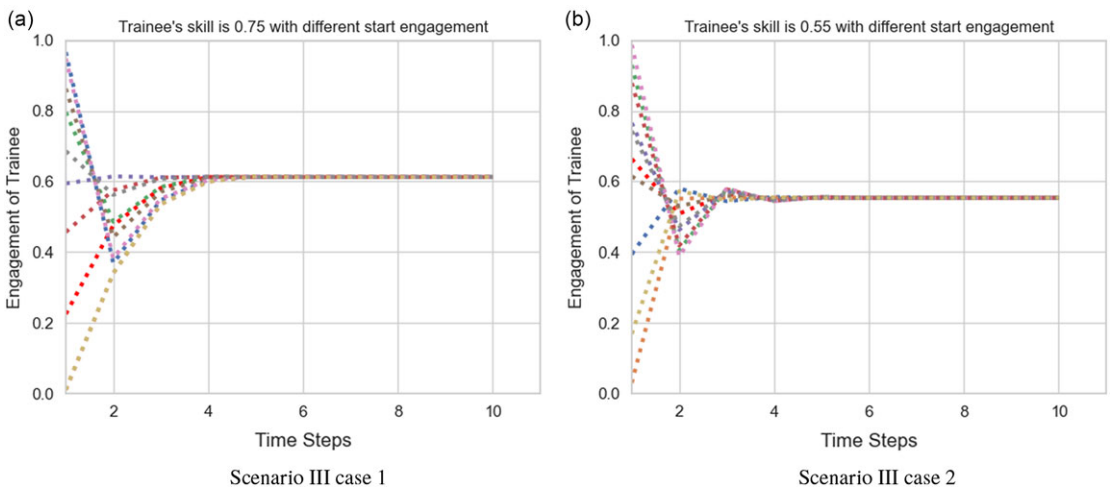 (a)
Trainee's skill is 0.75 with different start engagement
1.0
0.8
0.6
0.4
0.2
0.0
Engagement of Trainee
2 4 6 8 10
Time Steps
Scenario III case 1
(b)
Trainee's skill is 0.55 with different start engagement
1.0
0.8
0.6
0.4
0.2
0.0
Engagement of Trainee
2 4 6 8 10
Time Steps
Scenario III case 2